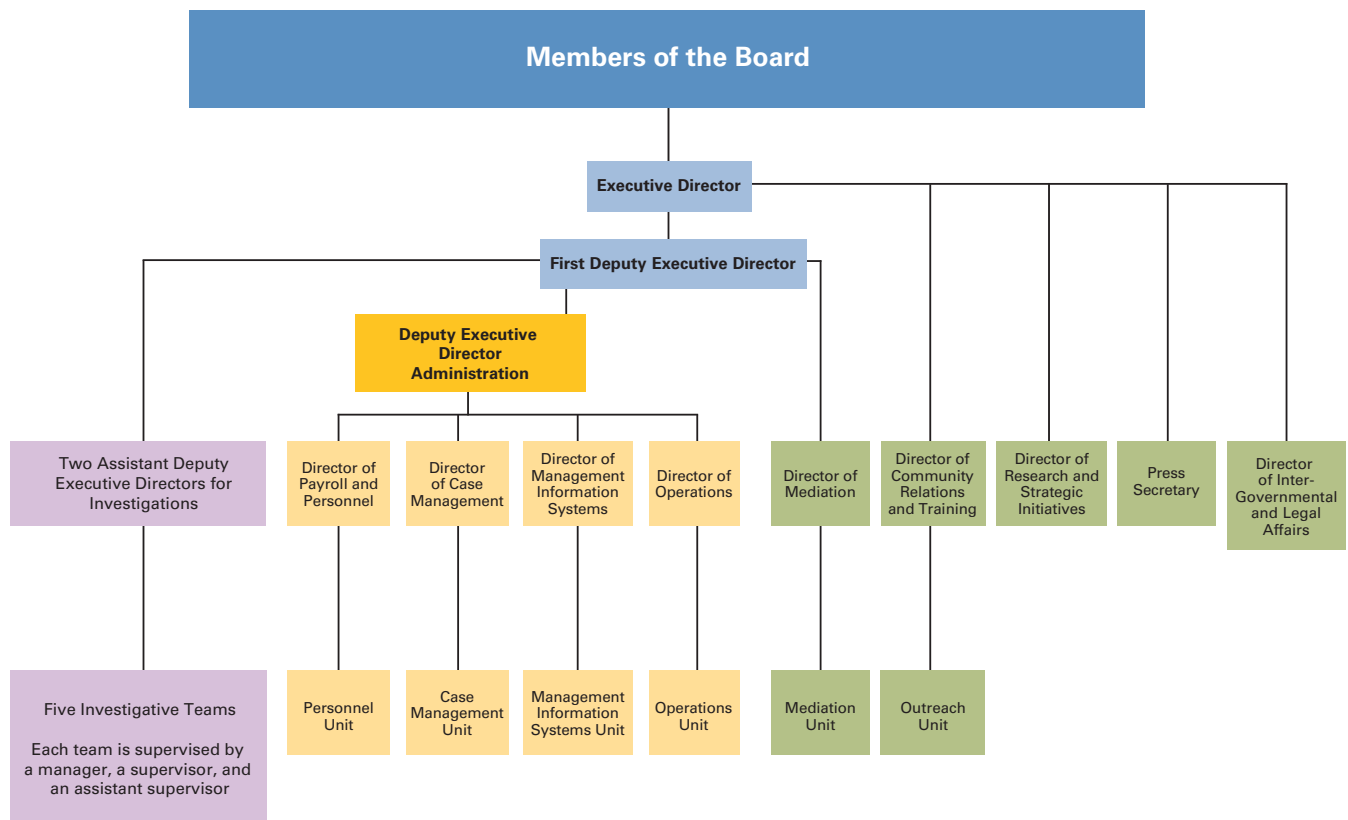 Members of the Board
Executive Director
First Deputy Executive Director
Deputy Executive
Director
Administration
Two Assistant Deputy
Executive Directors for
Investigations
Director of
Payroll and
Personnel
Director
of Case
Management
Director of
Management
Information
Systems
Director of
Operations
Director of
Mediation
Director of
Community
Relations
and Training
Director of
Research and
Strategic
Initiatives
Press
Secretary
Director
of Inter-
Governmental
and Legal
Affairs
Five Investigative Teams
Each team is supervised by
a manager, a supervisor, and
an assistant supervisor
Personnel
Unit
Case
Management
Unit
Management
Information
Systems Unit
Operations
Unit
Mediation
Unit
Outreach
Unit